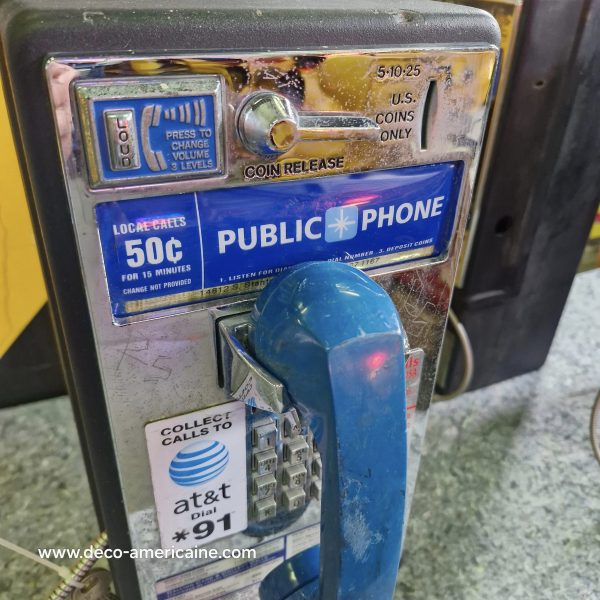 5·10·25
U.S.
COINS
ONLY
LOUD
PRESS TO
CHANGE
VOLUME
3 LEVELS
COIN RELEASE
LOCAL CALLS
50¢
FOR 15 MINUTES
CHANGE NOT PROVIDED
PUBLIC PHONE
1. LISTEN FOR DIAL NUMBER 3. DEPOSIT COINS
14812 S.
COLLECT
CALLS TO
at&t
Dial
*91
www.deco-americaine.com